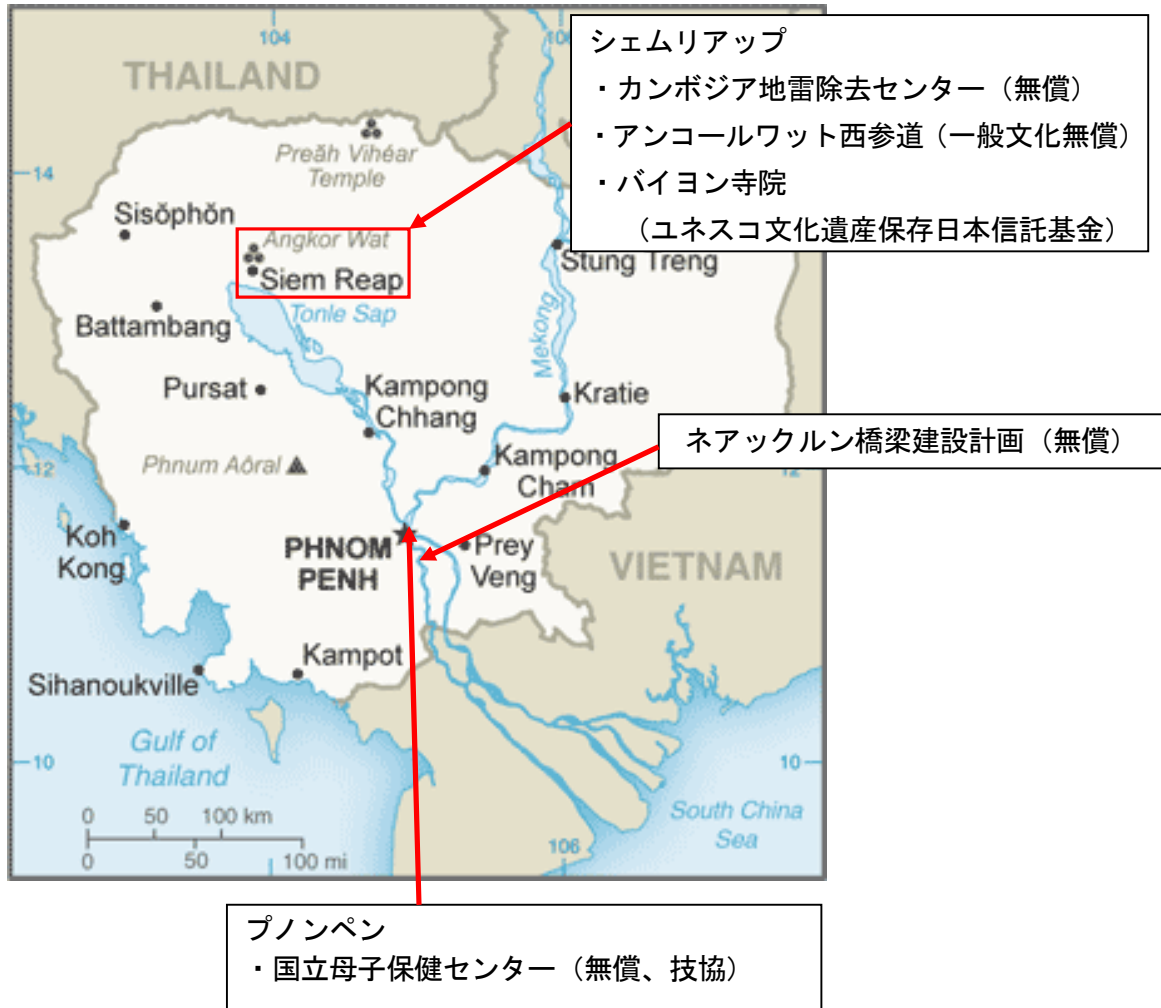 シェムリアップ
・カンボジア地雷除去センター（無償）
・アンコールワット西参道（一般文化無償）
・バイヨン寺院
（ユネスコ文化遺産保存日本信託基金）
104
THAILAND
Preăh Vihéar
Temple
14
Sisŏphŏn
Angkor Wat
Siem Reap
Stung Treng
Tonle Sap
Battambang
Mekong
Pursat
Kampong
Chhang
Kratie
ネアックルン橋梁建設計画（無償）
Phnum Aôral
12
Kampong
Cham
12
Koh
Kong
PHNOM
PENH
Prey
Veng
VIETNAM
Kampot
Sihanoukville
Gulf of
Thailand
10
10
0 50 100 km
0 50 100 mi
South China
Sea
106
プノンペン
・国立母子保健センター（無償、技協）